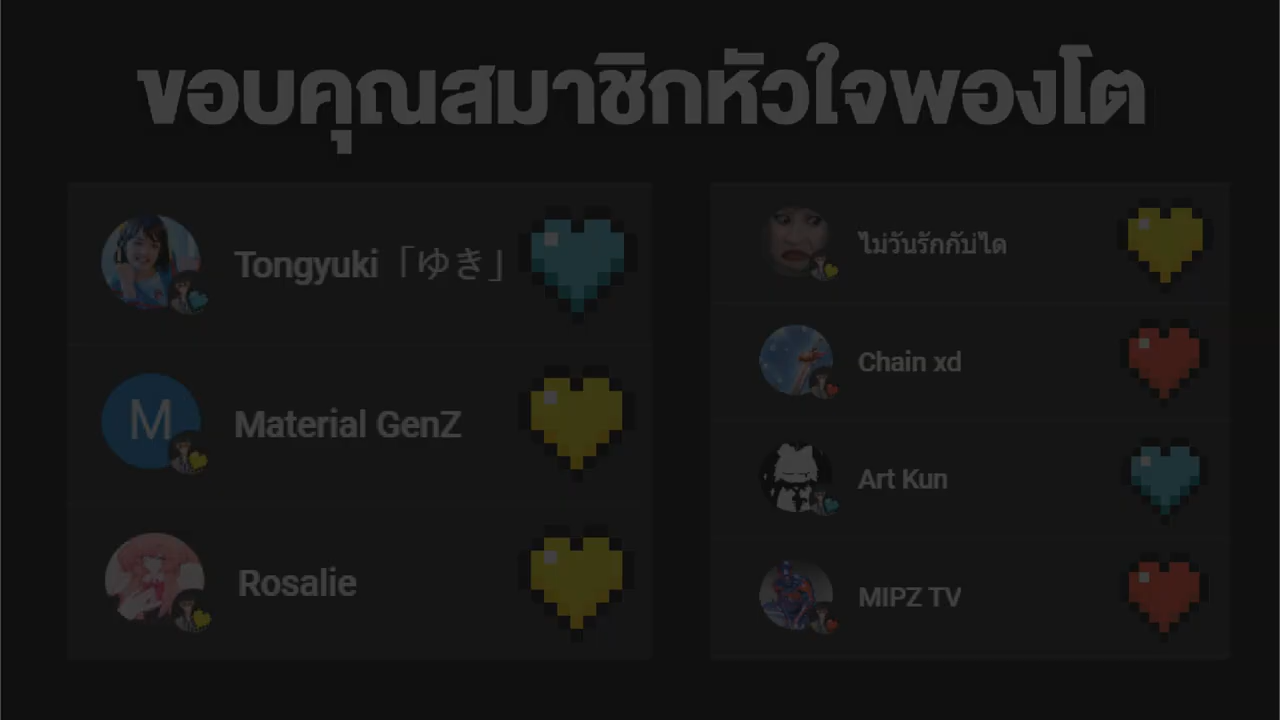 ขอบคุณสมาชิกหัวใจพองโต
Tongyuki「ゆき」
M
Material GenZ
Rosalie
ไม่วันรักกับไต
Chain xd
Art Kun
MIPZ TV